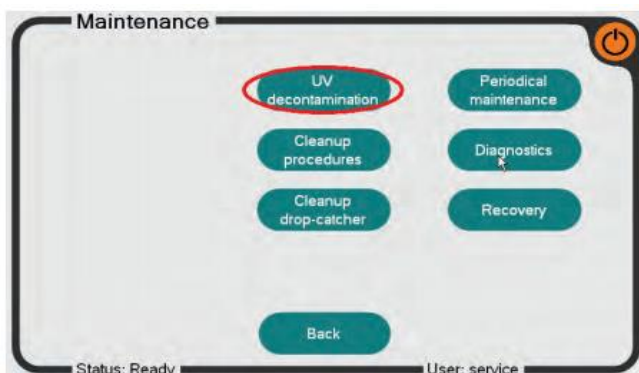 Maintenance
UV
decontamination
Periodical
maintenance
Cleanup
procedures
Diagnostics
Cleanup
drop-catcher
Recovery
Back
Status: Ready
User: service